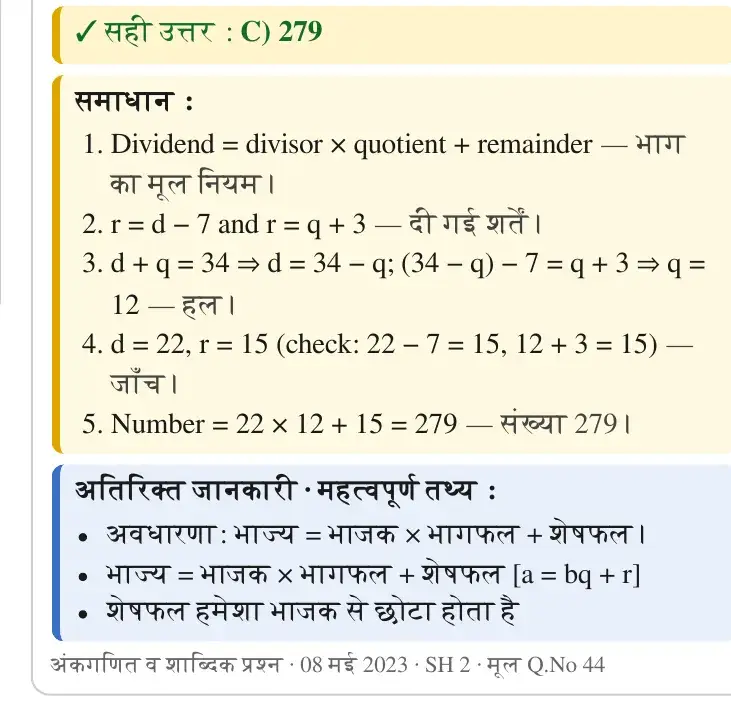 ✓ सही उत्तर : C) 279
समाधान :
1. Dividend = divisor × quotient + remainder — भाग
का मूल नियम।
2. r = d − 7 and r = q + 3 — दी गई शर्तें।
3. d + q = 34 ⇒ d = 34 − q; (34 − q) − 7 = q + 3 ⇒ q =
12 — हल।
4. d = 22, r = 15 (check: 22 − 7 = 15, 12 + 3 = 15) —
जाँच।
5. Number = 22 × 12 + 15 = 279 — संख्या 279।
अतिरिक्त जानकारी · महत्वपूर्ण तथ्य :
• अवधारणा : भाज्य = भाजक × भागफल + शेषफल।
• भाज्य = भाजक × भागफल + शेषफल [a = bq + r]
• शेषफल हमेशा भाजक से छोटा होता है
अंकगणित व शाब्दिक प्रश्न · 08 मई 2023 · SH 2 · मूल Q.No 44